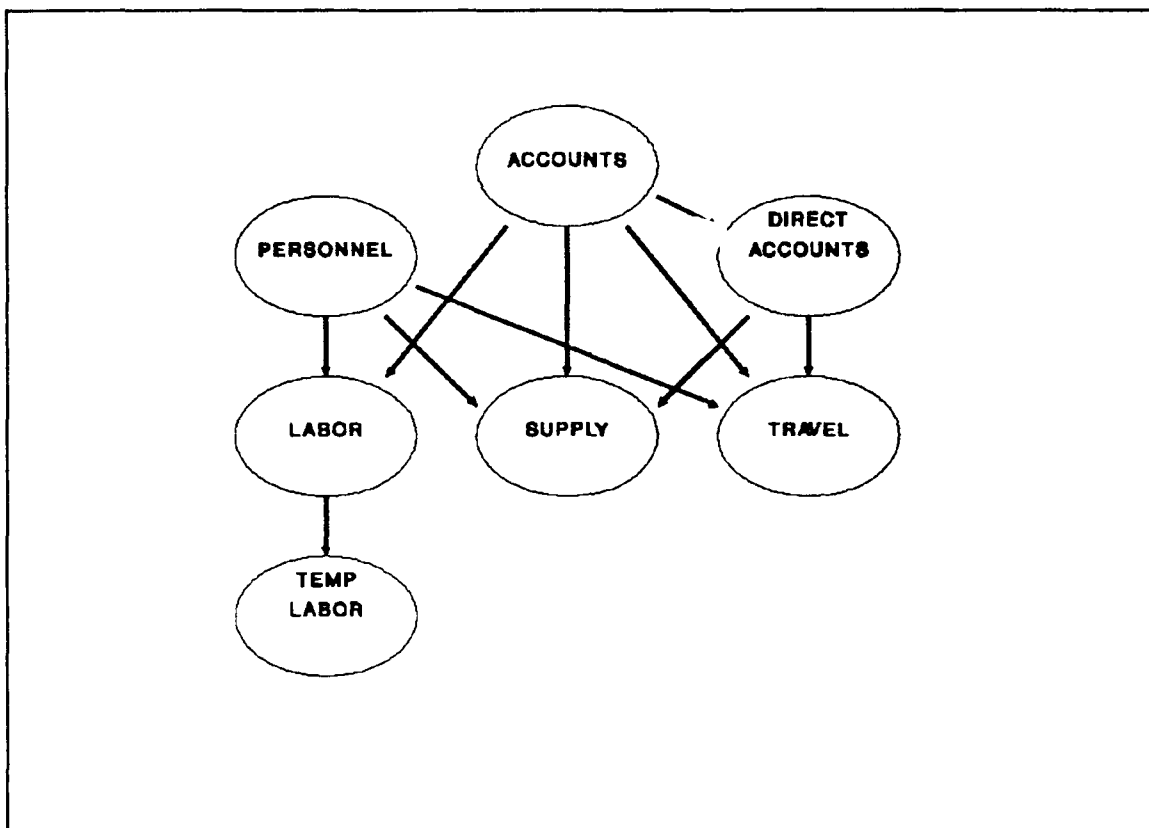 ACCOUNTS
DIRECT
ACCOUNTS
PERSONNEL
LABOR
SUPPLY
TRAVEL
TEMP
LABOR